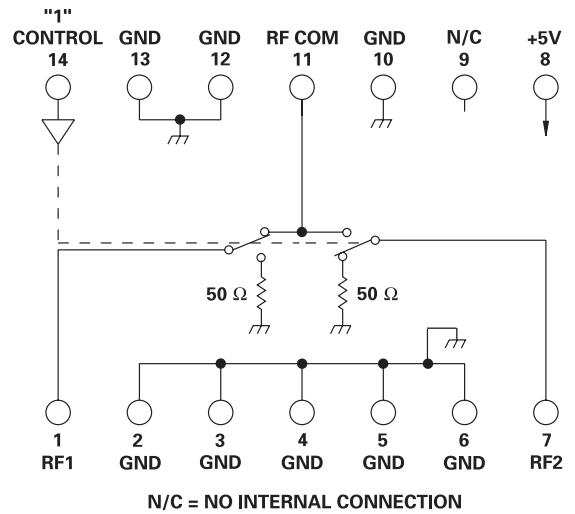 "1"
CONTROL GND GND RF COM GND N/C +5V
14 13 12 11 10 9 8
50 Ω 50 Ω
1 2 3 4 5 6 7
RF1 GND GND GND GND GND RF2
N/C = NO INTERNAL CONNECTION